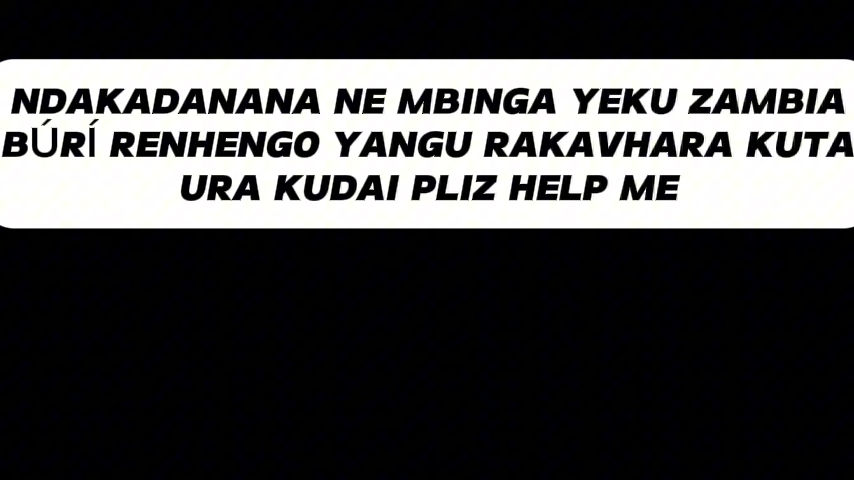 NDAKADANANA NE MBINGA YEKU ZAMBIA
BÚRÍ RENHENGO YANGU RAKAVHARA KUTA
URA KUDAI PLIZ HELP ME